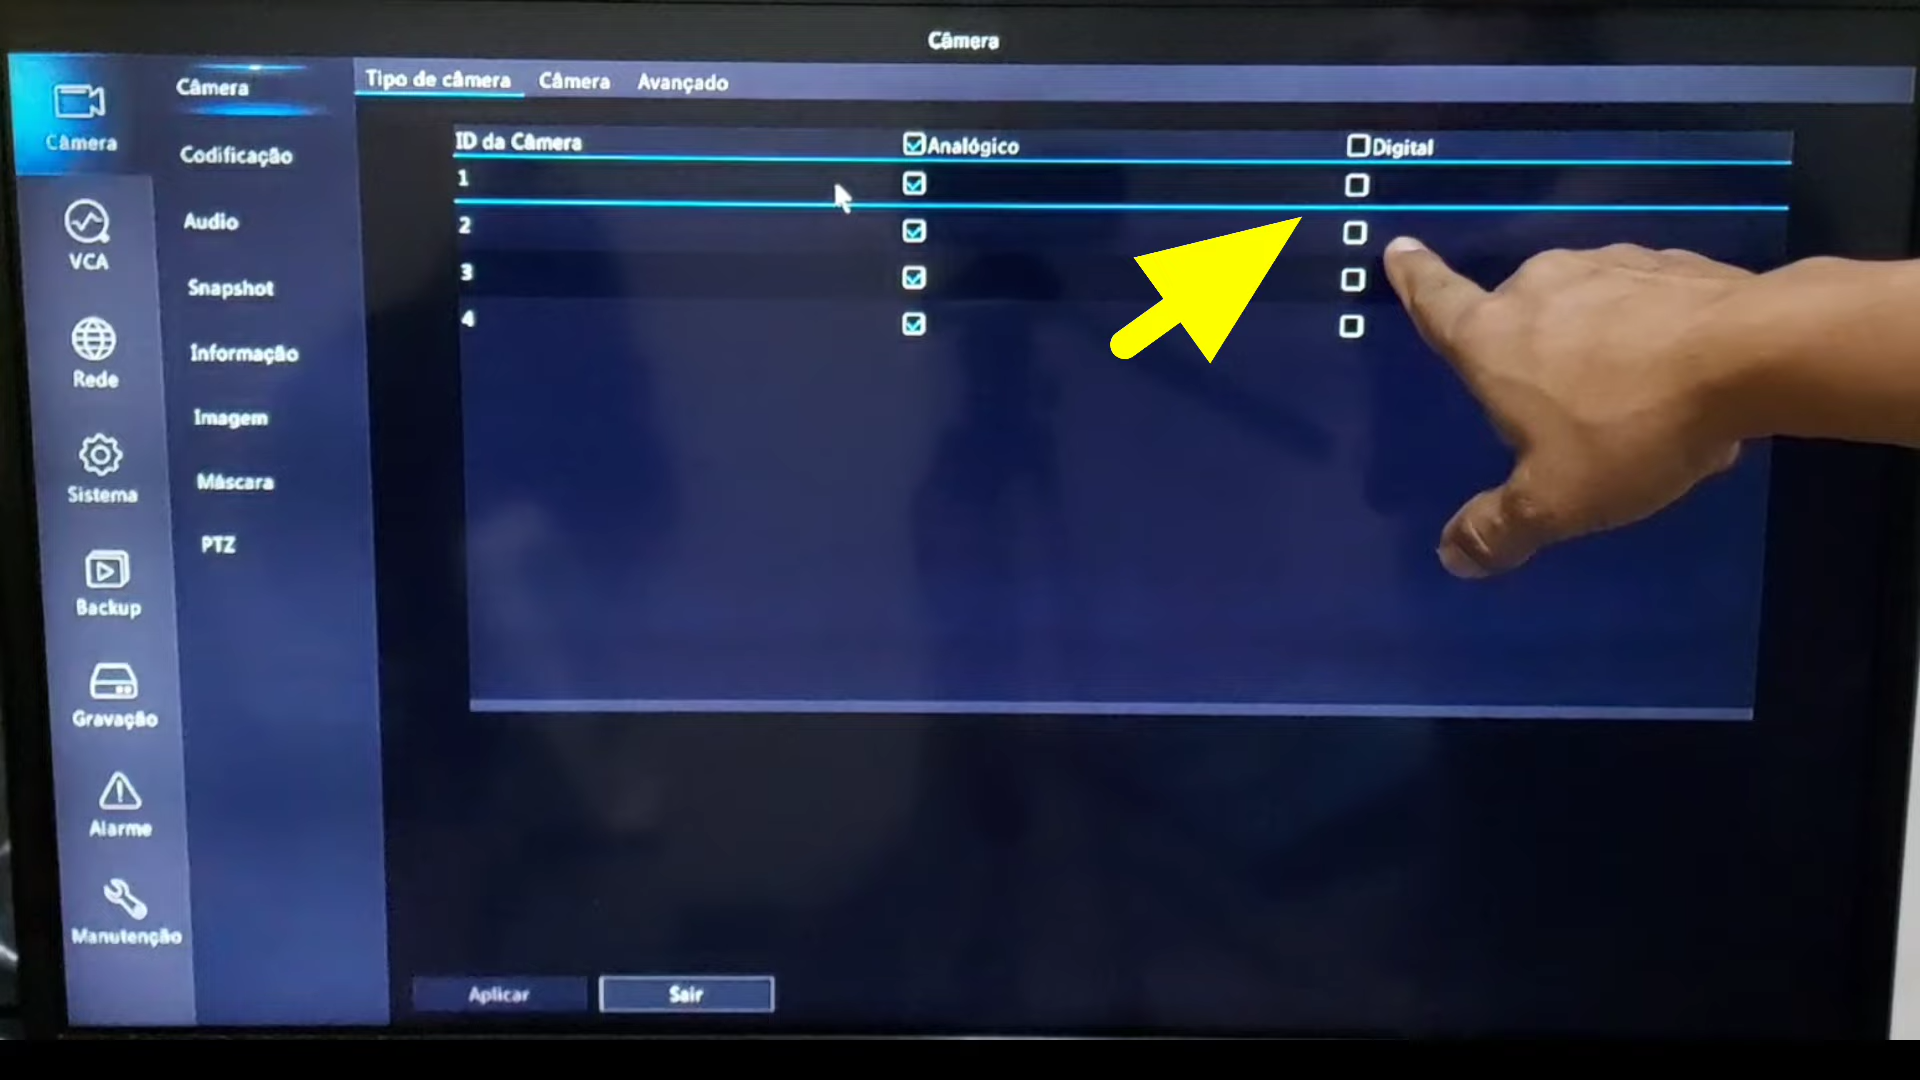 Câmera
Câmera
VCA
Rede
Sistema
Backup
Gravação
Alarme
Manutenção
Câmera
Codificação
Audio
Snapshot
Informação
Imagem
Máscara
PTZ
Tipo de câmera Câmera Avançado
ID da Câmera Analógico Digital
1
2
3
4
Aplicar Sair